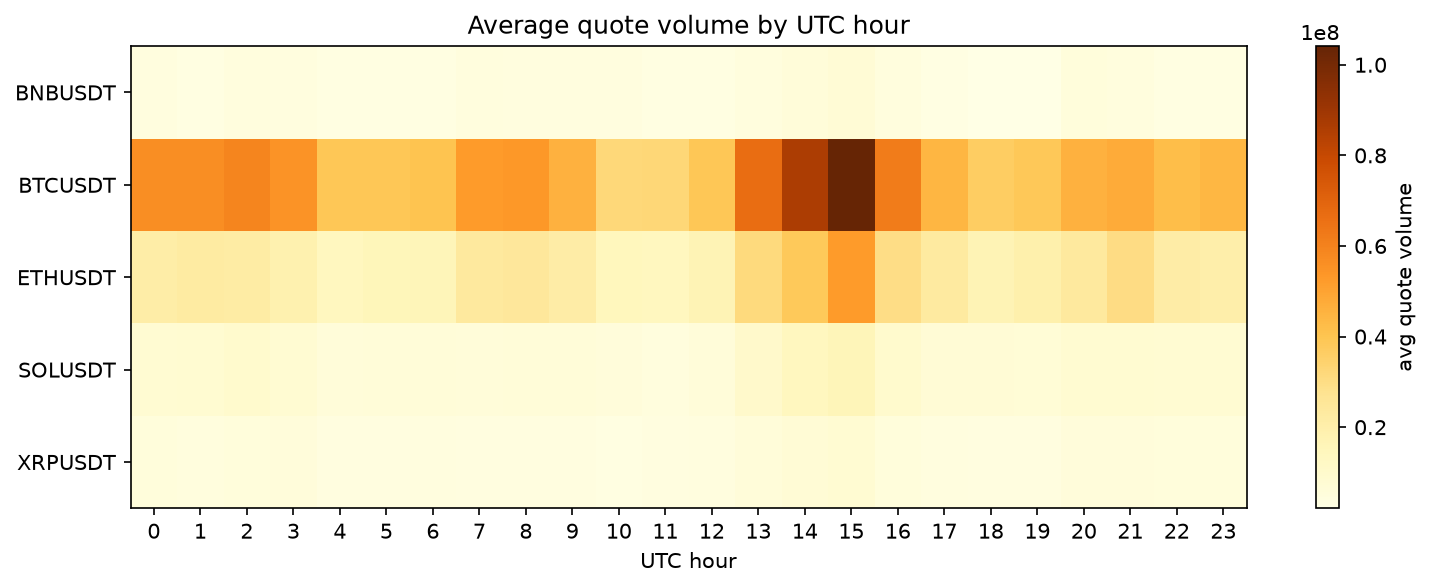 Average quote volume by UTC hour
1e8
BNBUSDT
BTCUSDT
ETHUSDT
SOLUSDT
XRPUSDT
0 1 2 3 4 5 6 7 8 9 10 11 12 13 14 15 16 17 18 19 20 21 22 23
UTC hour
1.0
0.8
0.6
0.4
0.2
avg quote volume